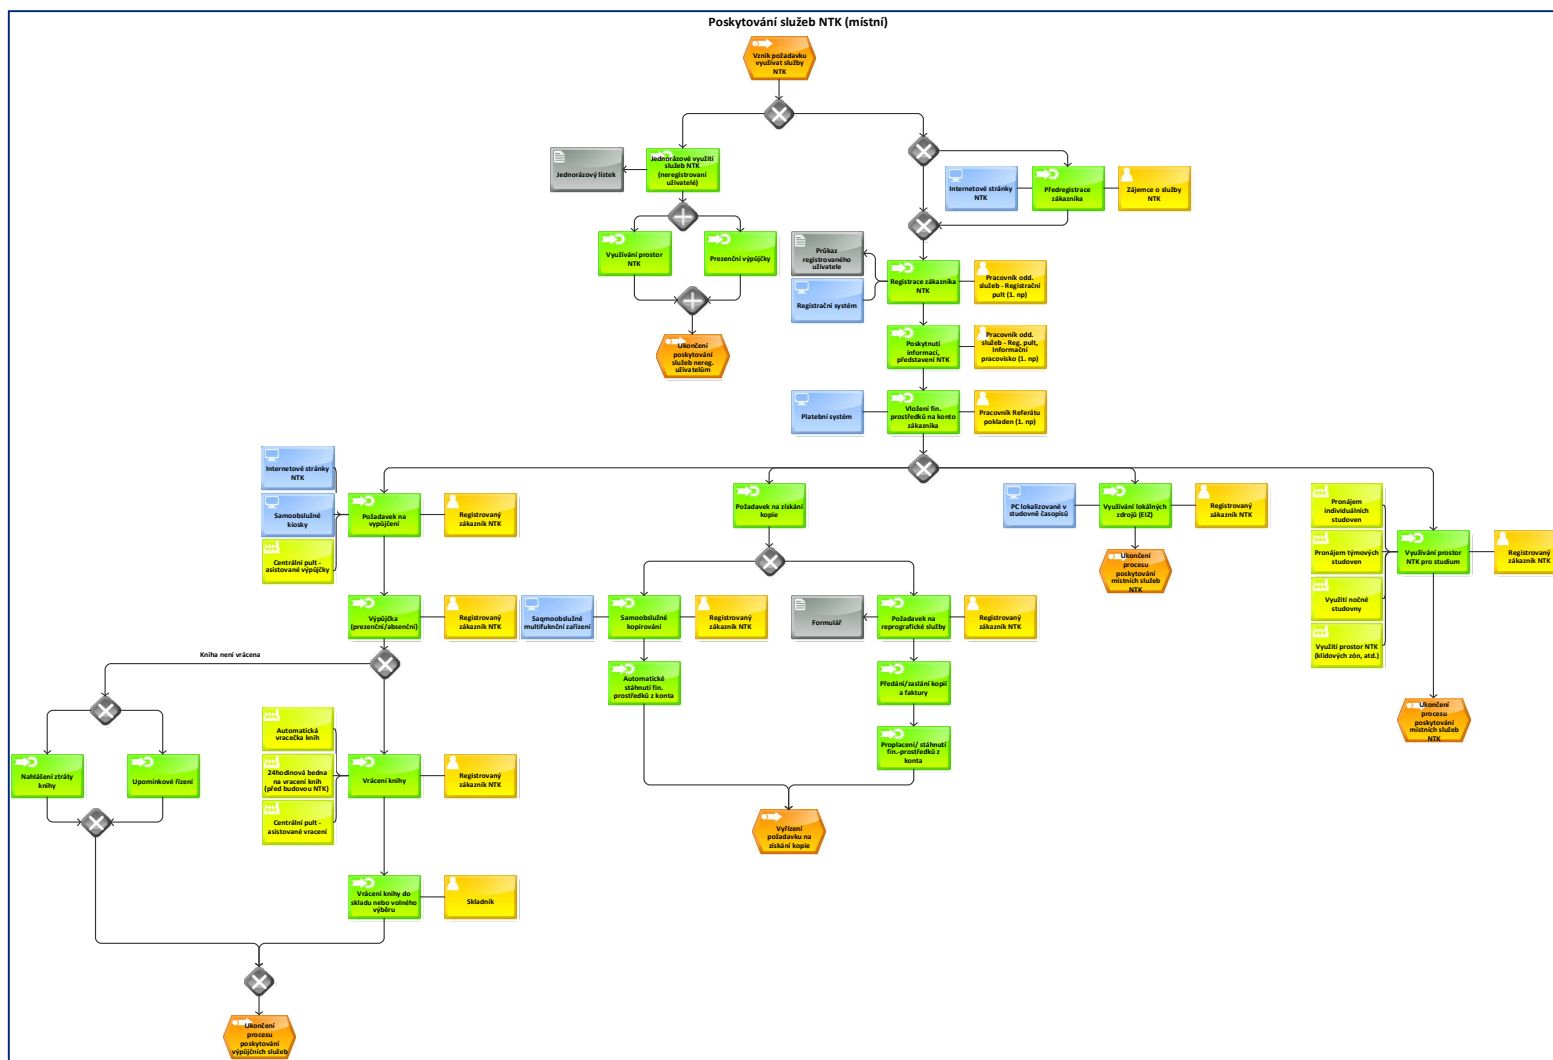 Poskytování služeb NTK (místní)
Vznik požadavku
využívat služby
NTK
Jednorázový lístek
Jednorázové využití
služeb NTK
(neregistrovaní
uživatelé)
Internetové stránky
NTK
Předregistrace
zákazníka
Zájemce o služby
NTK
Využívání prostor
NTK
Prezenční výpůjčky
Průkaz
registrovaného
uživatele
Registrační systém
Registrace zákazníka
NTK
Pracovník odd.
služeb - Registrační
pult (1. np)
Ukončení
poskytování
služeb nereg.
uživatelům
Poskytnutí
informací,
představení NTK
Pracovník odd.
služeb - Reg. pult,
Informační
pracovisko (1. np)
Platební systém
Vložení fin.
prostředků na konto
zákazníka
Pracovník Referátu
pokladen (1. np)
Internetové stránky
NTK
Samoobslužné
kiosky
Centrální pult -
asistované výpůjčky
Požadavek na
vypůjčení
Registrovaný
zákazník NTK
Požadavek na získání
kopie
PC lokalizované v
studovně časopisů
Využívání lokálných
zdrojů (EIZ)
Registrovaný
zákazník NTK
Ukončení
procesu
poskytování
místních služeb
NTK
Pronájem
individuálních
studoven
Pronájem týmových
studoven
Využití nočné
studovny
Využití prostor NTK
(klidových zón, atd.)
Využívání prostor
NTK pro studium
Registrovaný
zákazník NTK
Výpůjčka
(prezenční/absenční)
Registrovaný
zákazník NTK
Saqmoobslužné
multifunkční zařízení
Samoobslužné
kopírování
Registrovaný
zákazník NTK
Formulář
Požadavek na
reprografické služby
Registrovaný
zákazník NTK
Kniha není vrácena
Automatické
stáhnutí fin.
prostředků z konta
Předání/zaslání kopií
a faktury
Ukončení
procesu
poskytování
místních služeb
NTK
Nahlášení ztráty
knihy
Upomínkové řízení
Automatická
vracečka knih
24hodinová bedna
na vracení knih
(před budovou NTK)
Centrální pult -
asistované vracení
Vrácení knihy
Registrovaný
zákazník NTK
Proplacení/ stáhnutí
fin.-prostředků z
konta
Vyřízení
požadavku na
získání kopie
Vrácení knihy do
skladu nebo volného
výběru
Skladník
Ukončení
procesu
poskytování
výpůjčních služeb